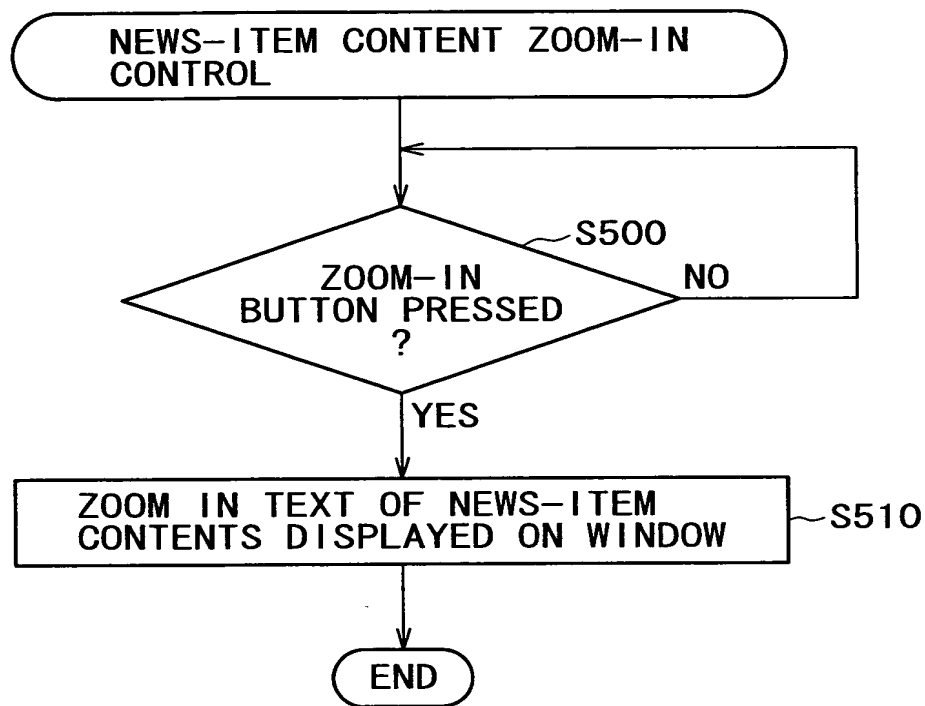 NEWS-ITEM CONTENT ZOOM-IN
CONTROL
S500
ZOOM-IN
BUTTON PRESSED
?
NO
YES
ZOOM IN TEXT OF NEWS-ITEM
CONTENTS DISPLAYED ON WINDOW
S510
END